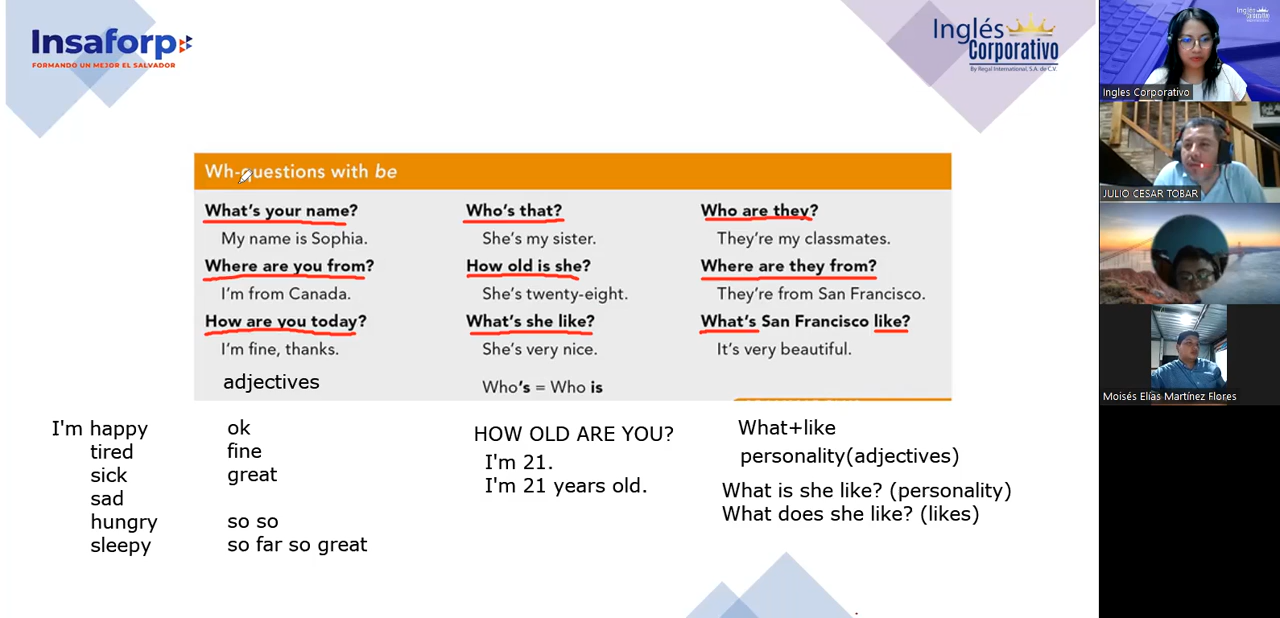 Insaforp
FORMANDO UN MEJOR EL SALVADOR
Inglés
Corporativo
By Regal International, S.A. de C.V.
Wh-questions with be
What's your name?
My name is Sophia.
Where are you from?
I'm from Canada.
How are you today?
I'm fine, thanks.
adjectives
Who's that?
She's my sister.
How old is she?
She's twenty-eight.
What's she like?
She's very nice.
Who's = Who is
Who are they?
They're my classmates.
Where are they from?
They're from San Francisco.
What's San Francisco like?
It's very beautiful.
I'm happy
tired
sick
sad
hungry
sleepy
ok
fine
great
so so
so far so great
HOW OLD ARE YOU?
I'm 21.
I'm 21 years old.
What+like
personality(adjectives)
What is she like? (personality)
What does she like? (likes)
Inglés
Corporativo
Ingles Corporativo
JULIO CESAR TOBAR
Moisés Elías Martínez Flores